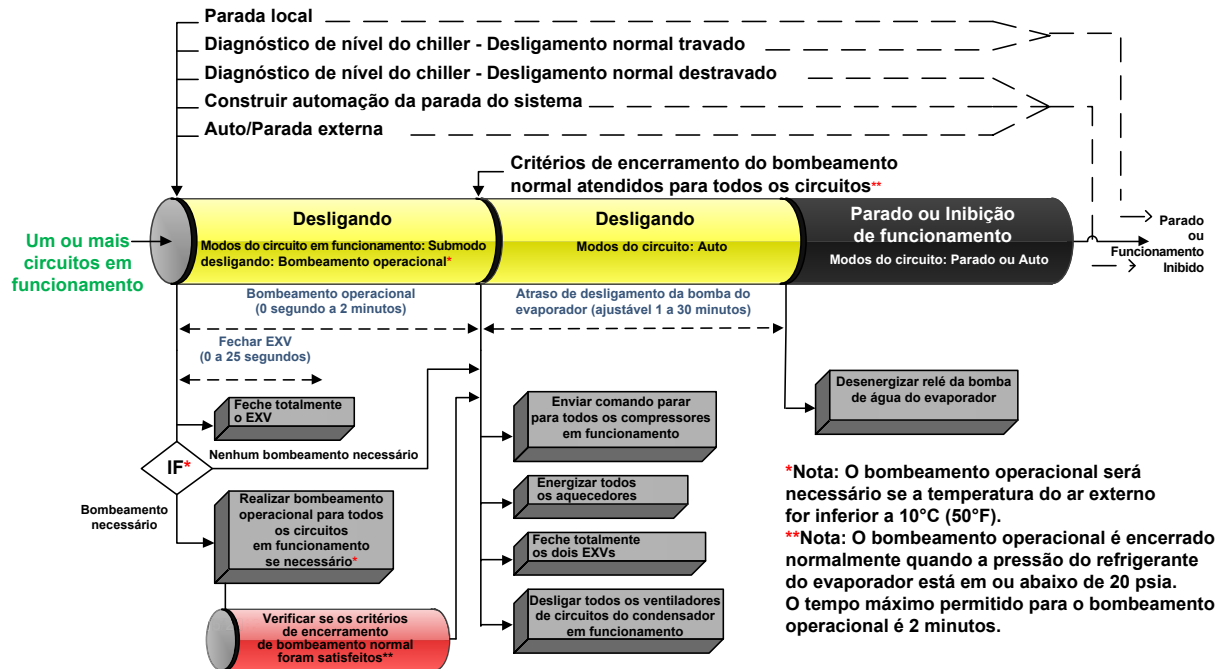 Parada local
Diagnóstico de nível do chiller - Desligamento normal travado
Diagnóstico de nível do chiller - Desligamento normal destravado
Construir automação da parada do sistema
Auto/Parada externa
Critérios de encerramento do bombeamento
normal atendidos para todos os circuitos**
Um ou mais
circuitos em
funcionamento
Desligando
Modos do circuito em funcionamento: Submodo
desligando: Bombeamento operacional*
Desligando
Modos do circuito: Auto
Parado ou Inibição
de funcionamento
Modos do circuito: Parado ou Auto
Parado
ou
Funcionamento
Inibido
Bombeamento operacional
(0 segundo a 2 minutos)
Atraso de desligamento da bomba do
evaporador (ajustável 1 a 30 minutos)
Fechar EXV
(0 a 25 segundos)
Feche totalmente
o EXV
IF*
Nenhum bombeamento necessário
Bombeamento
necessário
Realizar bombeamento
operacional para todos
os circuitos
em funcionamento
se necessário*
Verificar se os critérios
de encerramento
de bombeamento normal
foram satisfeitos**
Enviar comando parar
para todos os compressores
em funcionamento
Energizar todos
os aquecedores
Feche totalmente
os dois EXVs
Desligar todos os ventiladores
de circuitos do condensador
em funcionamento
Desenergizar relé da bomba
de água do evaporador
*Nota: O bombeamento operacional será
necessário se a temperatura do ar externo
for inferior a 10°C (50°F).
**Nota: O bombeamento operacional é encerrado
normalmente quando a pressão do refrigerante
do evaporador está em ou abaixo de 20 psia.
O tempo máximo permitido para o bombeamento
operacional é 2 minutos.